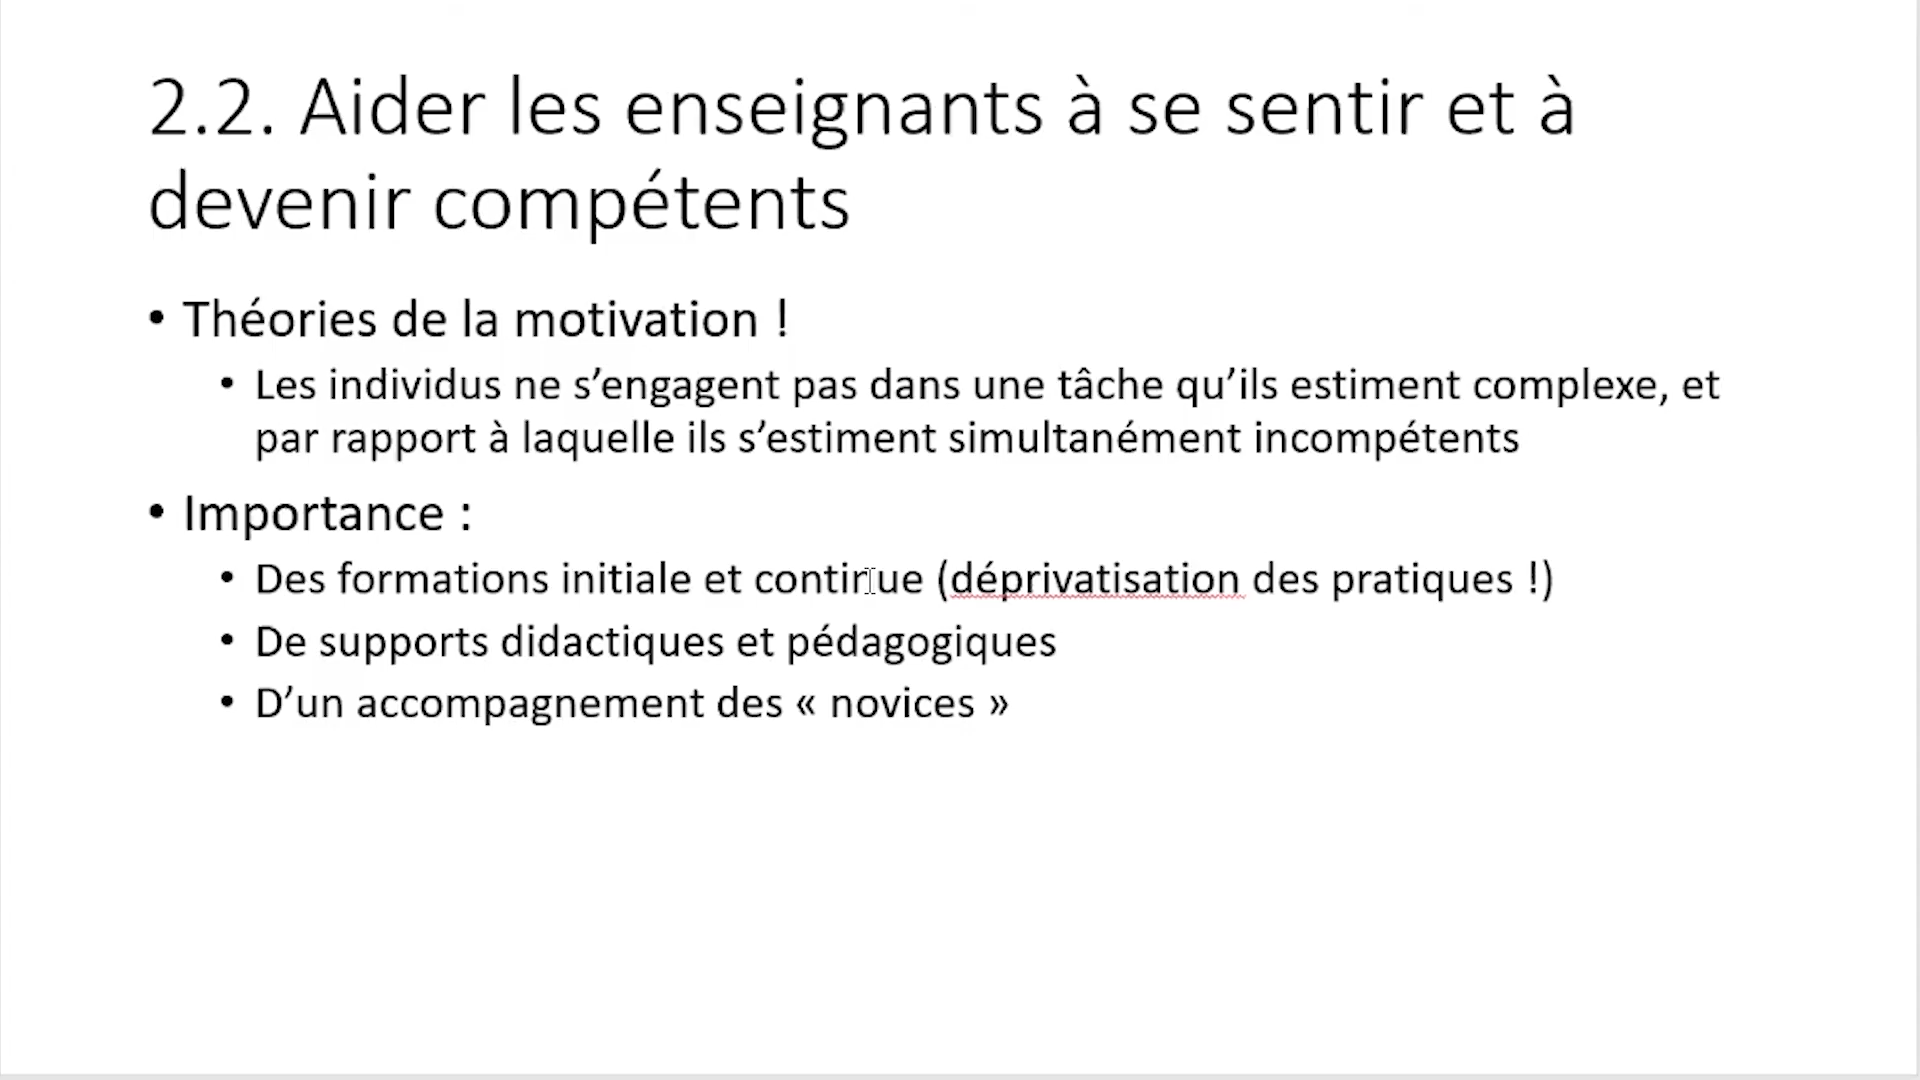 2.2. Aider les enseignants à se sentir et à
devenir compétents
• Théories de la motivation !
• Les individus ne s’engagent pas dans une tâche qu’ils estiment complexe, et
par rapport à laquelle ils s’estiment simultanément incompétents
• Importance :
• Des formations initiale et continue (déprivatisation des pratiques !)
• De supports didactiques et pédagogiques
• D’un accompagnement des « novices »